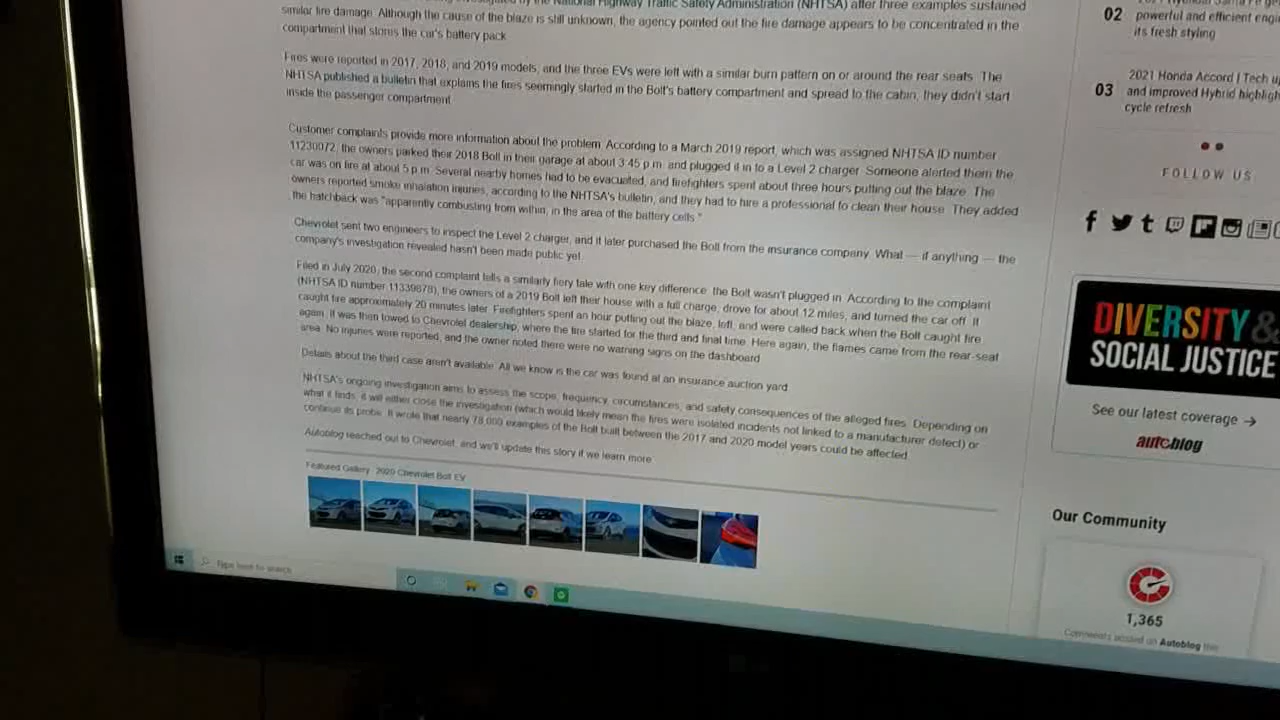 National Highway Traffic Safety Administration (NHTSA) after three examples sustained
similar fire damage. Although the cause of the blaze is still unknown, the agency pointed out the fire damage appears to be concentrated in the
compartment that stores the car's battery pack.
Fires were reported in 2017, 2018, and 2019 models, and the three EVs were left with a similar burn pattern on or around the rear seats. The
NHTSA published a bulletin that explains the fires seemingly started in the Bolt's battery compartment and spread to the cabin; they didn't start
inside the passenger compartment.
Customer complaints provide more information about the problem. According to a March 2019 report, which was assigned NHTSA ID number
11230072, the owners parked their 2018 Bolt in their garage at about 3:45 p.m. and plugged it in to a Level 2 charger. Someone alerted them the
car was on fire at about 5 p.m. Several nearby homes had to be evacuated, and firefighters spent about three hours putting out the blaze. The
owners reported smoke inhalation injuries, according to the NHTSA's bulletin, and they had to hire a professional to clean their house. They added
the hatchback was "apparently combusting from within, in the area of the battery cells."
Chevrolet sent two engineers to inspect the Level 2 charger, and it later purchased the Bolt from the insurance company. What — if anything — the
company's investigation revealed hasn't been made public yet.
Filed in July 2020, the second complaint tells a similarly fiery tale with one key difference: the Bolt wasn't plugged in. According to the complaint
(NHTSA ID number 11339878), the owners of a 2019 Bolt left their house with a full charge, drove for about 12 miles, and turned the car off. It
caught fire approximately 20 minutes later. Firefighters spent an hour putting out the blaze, left, and were called back when the Bolt caught fire
again. It was then towed to Chevrolet dealership, where the fire started for the third and final time. Here again, the flames came from the rear-seat
area. No injuries were reported, and the owner noted there were no warning signs on the dashboard.
Details about the third case aren't available. All we know is the car was found at an insurance auction yard.
NHTSA's ongoing investigation aims to assess the scope, frequency, circumstances, and safety consequences of the alleged fires. Depending on
what it finds, it will either close the investigation (which would likely mean the fires were isolated incidents not linked to a manufacturer defect) or
continue its probe. It wrote that nearly 78,000 examples of the Bolt built between the 2017 and 2020 model years could be affected.
Autoblog reached out to Chevrolet, and we'll update this story if we learn more.
Featured Gallery 2020 Chevrolet Bolt EV
Type here to search
02
powerful and efficient
its fresh styling
03
2021 Honda Accord | Tech
and improved Hybrid
cycle refresh
FOLLOW US
DIVERSITY &
SOCIAL JUSTICE
See our latest coverage →
autoblog
Our Community
1,365
Comments posted on Autoblog this